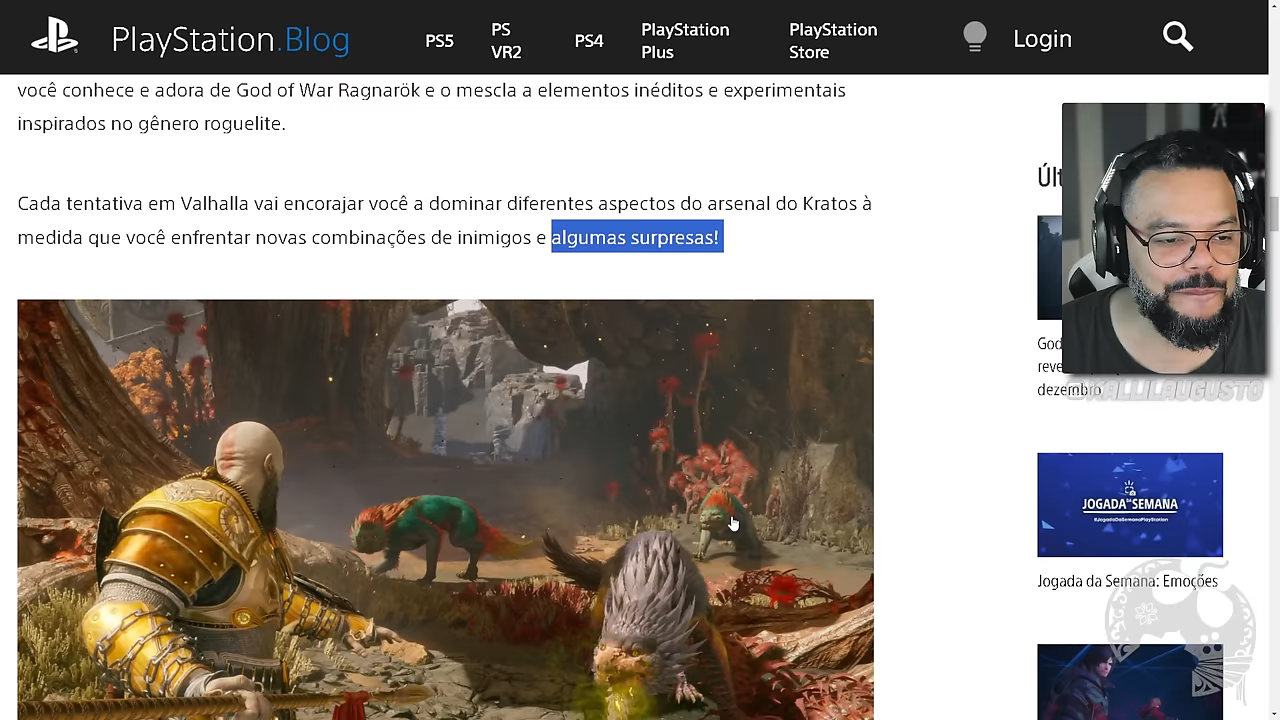 PlayStation.Blog
PS5
PS
VR2
PS4
PlayStation
Plus
PlayStation
Store
Login
você conhece e adora de God of War Ragnarök e o mescla a elementos inéditos e experimentais
inspirados no gênero roguelite.
Cada tentativa em Valhalla vai encorajar você a dominar diferentes aspectos do arsenal do Kratos à
medida que você enfrentar novas combinações de inimigos e algumas surpresas!
Últ
God
reve
dezembro
JOGADA DA SEMANA
#JogadaDaSemanaPlayStation
Jogada da Semana: Emoções